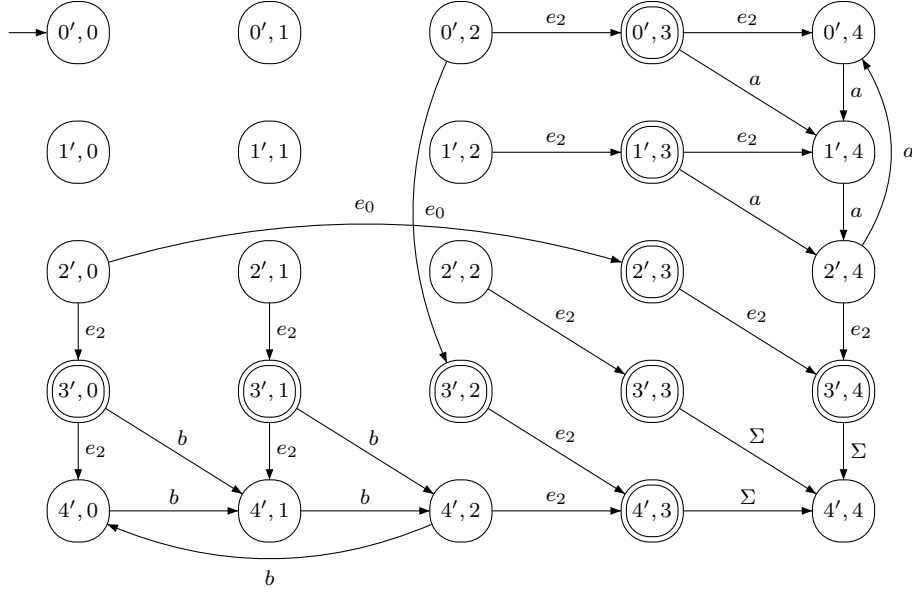 0′, 0 0′, 1 0′, 2 e₂ 0′, 3 e₂ 0′, 4
a a
1′, 0 1′, 1 1′, 2 e₂ 1′, 3 e₂ 1′, 4 a
e₀ e₀ a a
2′, 0 2′, 1 2′, 2 2′, 3 2′, 4
e₂ e₂ e₂ e₂ e₂
3′, 0 3′, 1 3′, 2 3′, 3 3′, 4
e₂ b e₂ b e₂ Σ Σ
4′, 0 b 4′, 1 b 4′, 2 e₂ 4′, 3 Σ 4′, 4
b